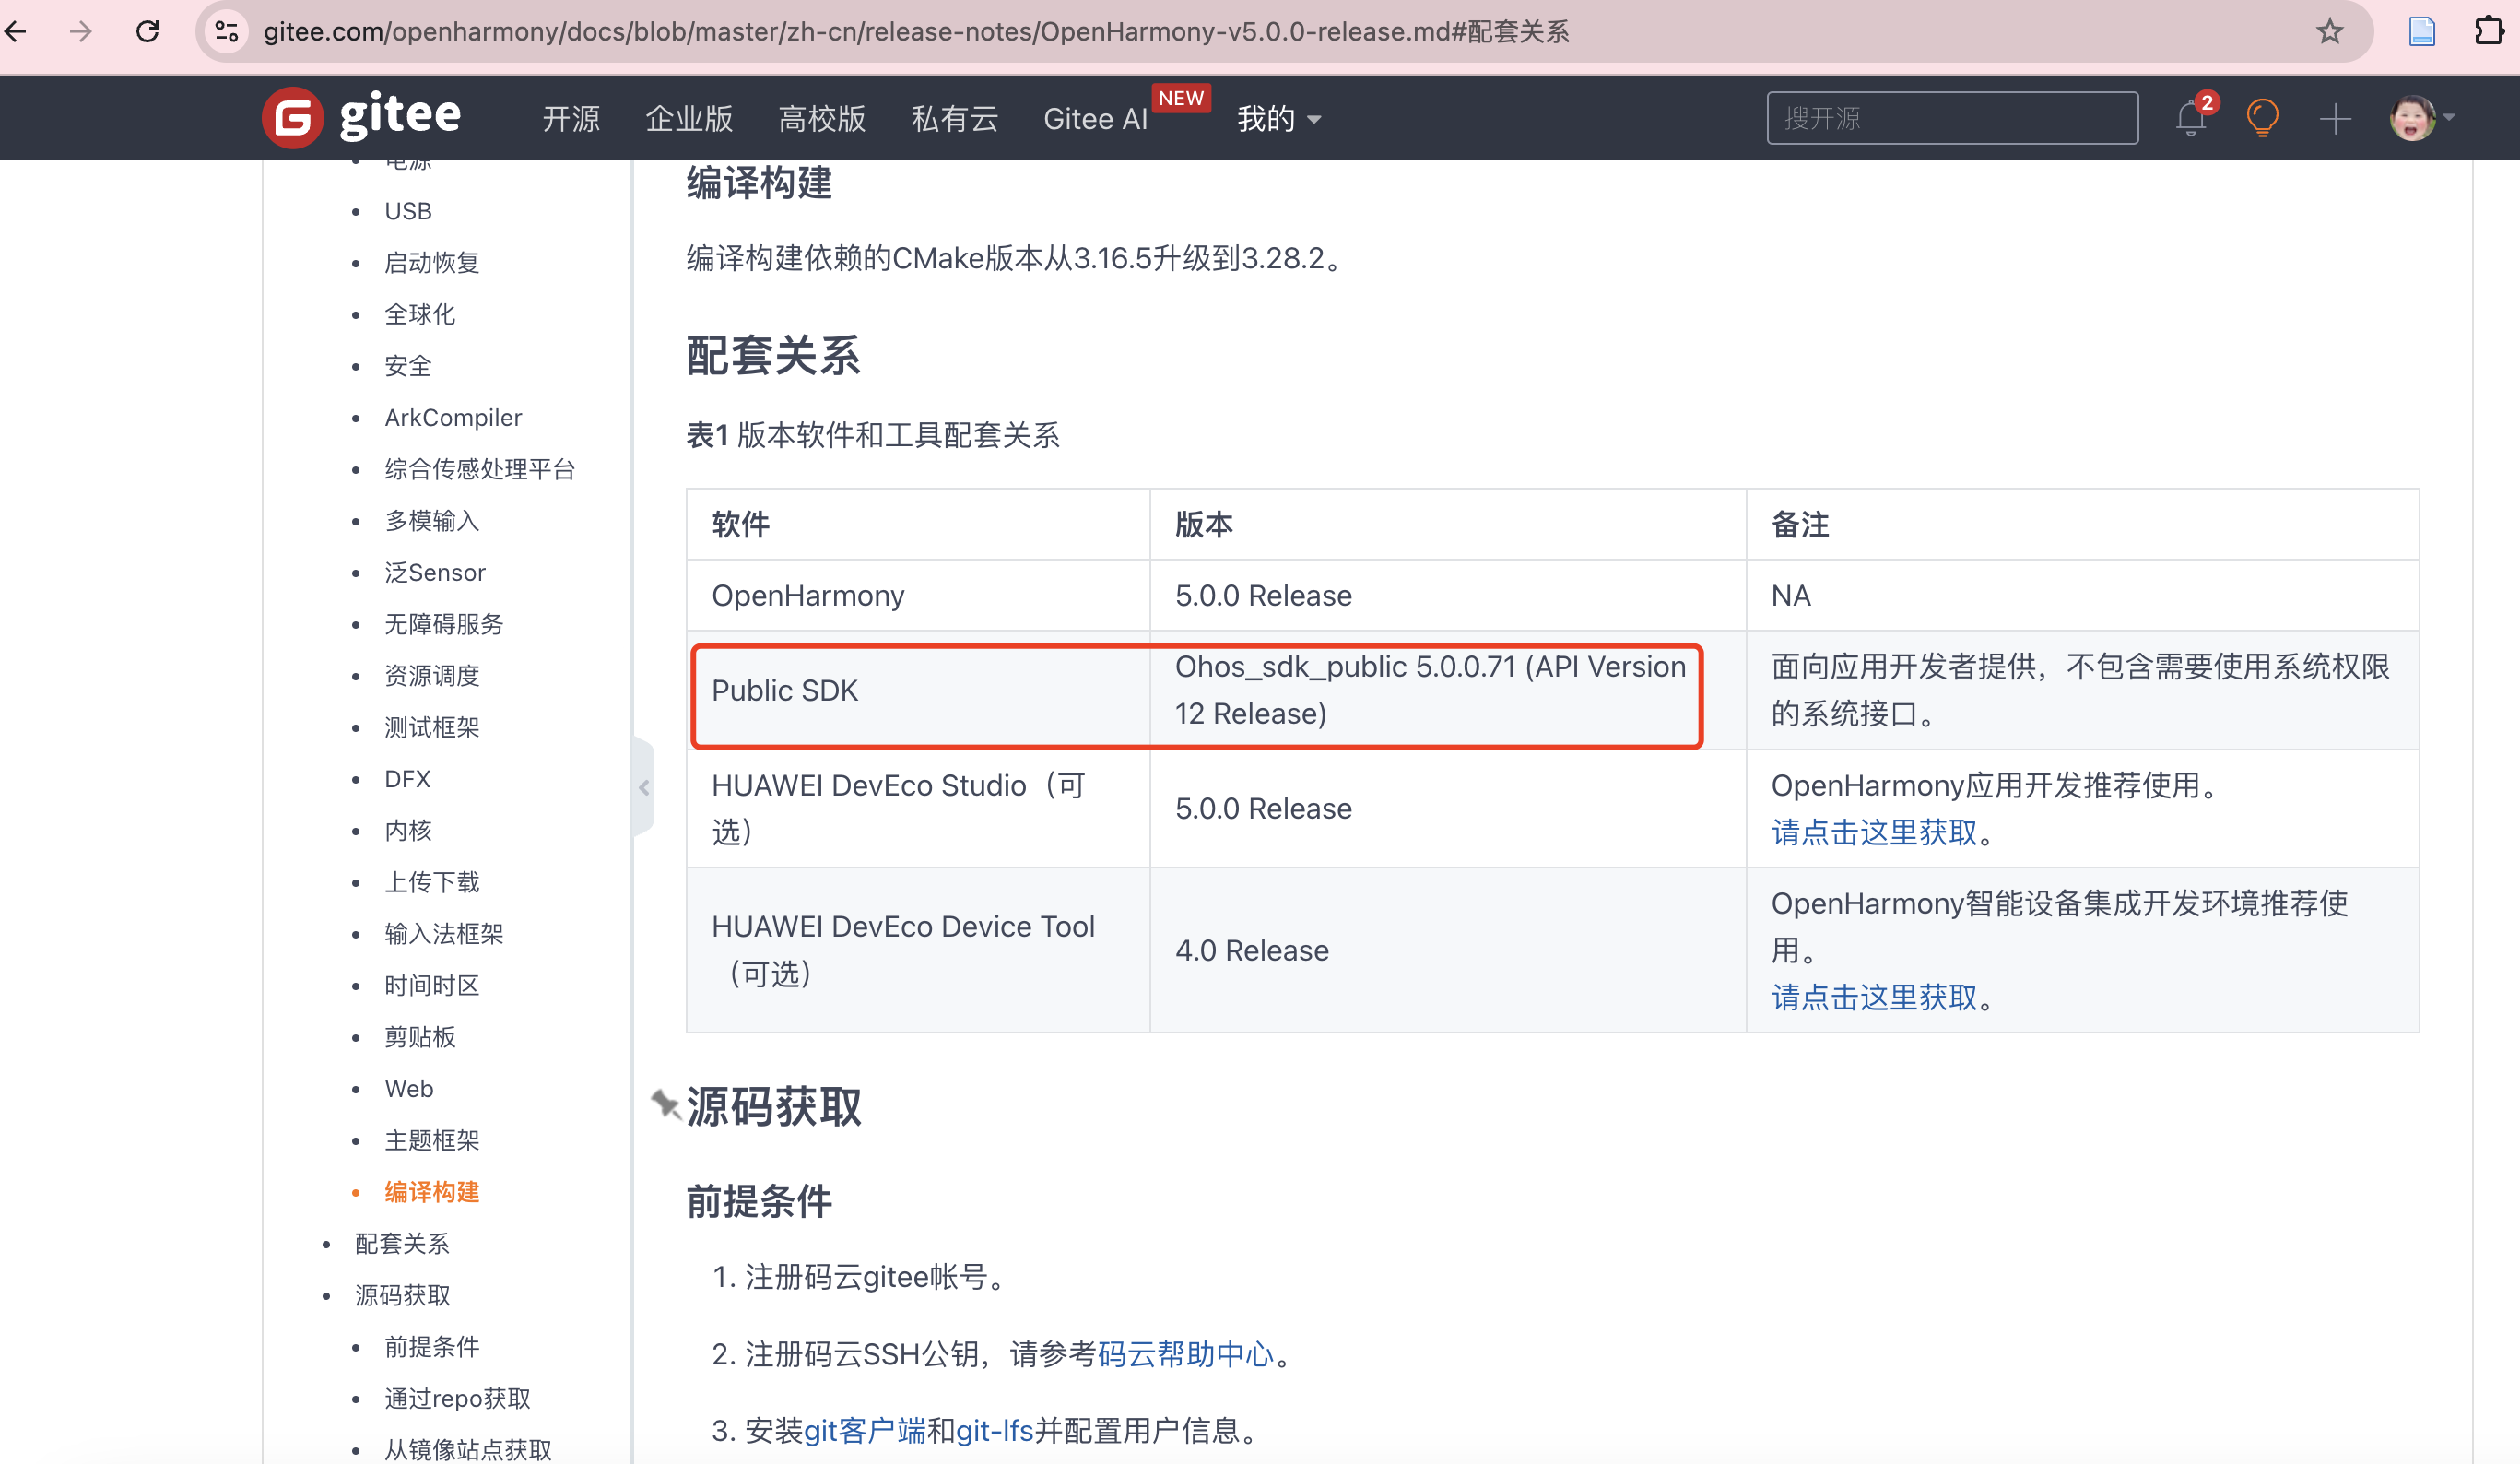 gitee.com/openharmony/docs/blob/master/zh-cn/release-notes/OpenHarmony-v5.0.0-release.md#配套关系
G gitee
开源
企业版
高校版
私有云
Gitee AI
NEW
我的
搜开源
2
电源
USB
启动恢复
全球化
安全
ArkCompiler
综合传感处理平台
多模输入
泛Sensor
无障碍服务
资源调度
测试框架
DFX
内核
上传下载
输入法框架
时间时区
剪贴板
Web
主题框架
编译构建
配套关系
源码获取
前提条件
通过repo获取
从镜像站点获取
编译构建
编译构建依赖的CMake版本从3.16.5升级到3.28.2。
配套关系
表1 版本软件和工具配套关系
软件
版本
备注
OpenHarmony
5.0.0 Release
NA
Public SDK
Ohos_sdk_public 5.0.0.71 (API Version
12 Release)
面向应用开发者提供，不包含需要使用系统权限
的系统接口。
HUAWEI DevEco Studio（可
选）
5.0.0 Release
OpenHarmony应用开发推荐使用。
请点击这里获取。
HUAWEI DevEco Device Tool
（可选）
4.0 Release
OpenHarmony智能设备集成开发环境推荐使
用。
请点击这里获取。
源码获取
前提条件
1. 注册码云gitee帐号。
2. 注册码云SSH公钥，请参考码云帮助中心。
3. 安装git客户端和git-lfs并配置用户信息。